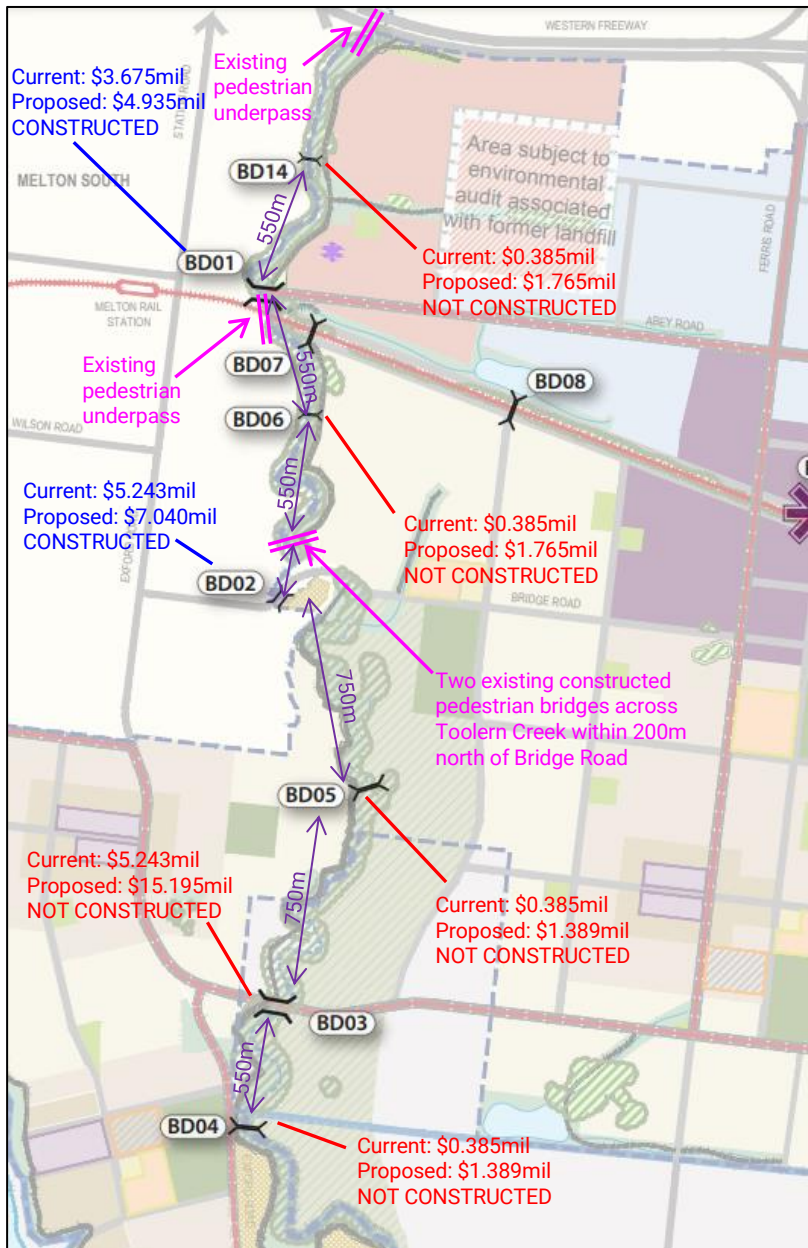 WESTERN FREEWAY
Existing
pedestrian
underpass
Current: $3.675mil
Proposed: $4.935mil
CONSTRUCTED
STATION ROAD
Area subject to
environmental
audit associated
with former landfill
MELTON SOUTH
BD14
550m
FERRIS ROAD
BD01
Current: $0.385mil
Proposed: $1.765mil
NOT CONSTRUCTED
MELTON RAIL
STATION
ABEY ROAD
Existing
pedestrian
underpass
BD07
550m
BD08
BD06
WILSON ROAD
550m
Current: $5.243mil
Proposed: $7.040mil
CONSTRUCTED
Current: $0.385mil
Proposed: $1.765mil
NOT CONSTRUCTED
BD02
BRIDGE ROAD
750m
Two existing constructed
pedestrian bridges across
Toolern Creek within 200m
north of Bridge Road
BD05
Current: $5.243mil
Proposed: $15.195mil
NOT CONSTRUCTED
750m
Current: $0.385mil
Proposed: $1.389mil
NOT CONSTRUCTED
BD03
550m
BD04
Current: $0.385mil
Proposed: $1.389mil
NOT CONSTRUCTED